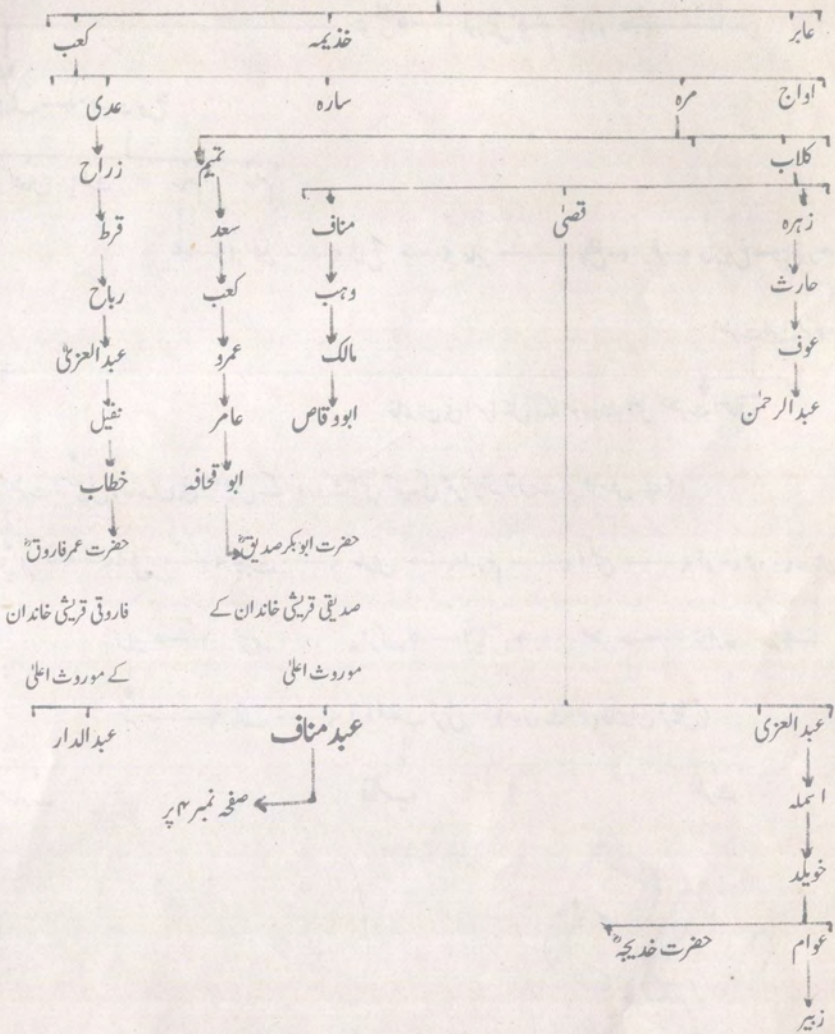 عابر خذیمہ کعب
اواج مرہ سارہ عدی
کلاب تمیم زراح
زہرہ قصیٰ مناف سعد قرط
حارث وہب کعب رباح
عوف مالک عمرو عبدالعزیٰ
عبدالرحمٰن ابووقاص عامر نفیل
ابو قحافہ خطاب
حضرت ابوبکر صدیقؓ حضرت عمر فاروقؓ
صدیقی قریشی خاندان کے فاروقی قریشی خاندان
موروث اعلیٰ کے موروث اعلیٰ
عبدالعزی عبد مناف عبدالدار
اسلہ صفحہ نمبر ۴ پر
خویلد
عوام حضرت خدیجہؓ
زبیر